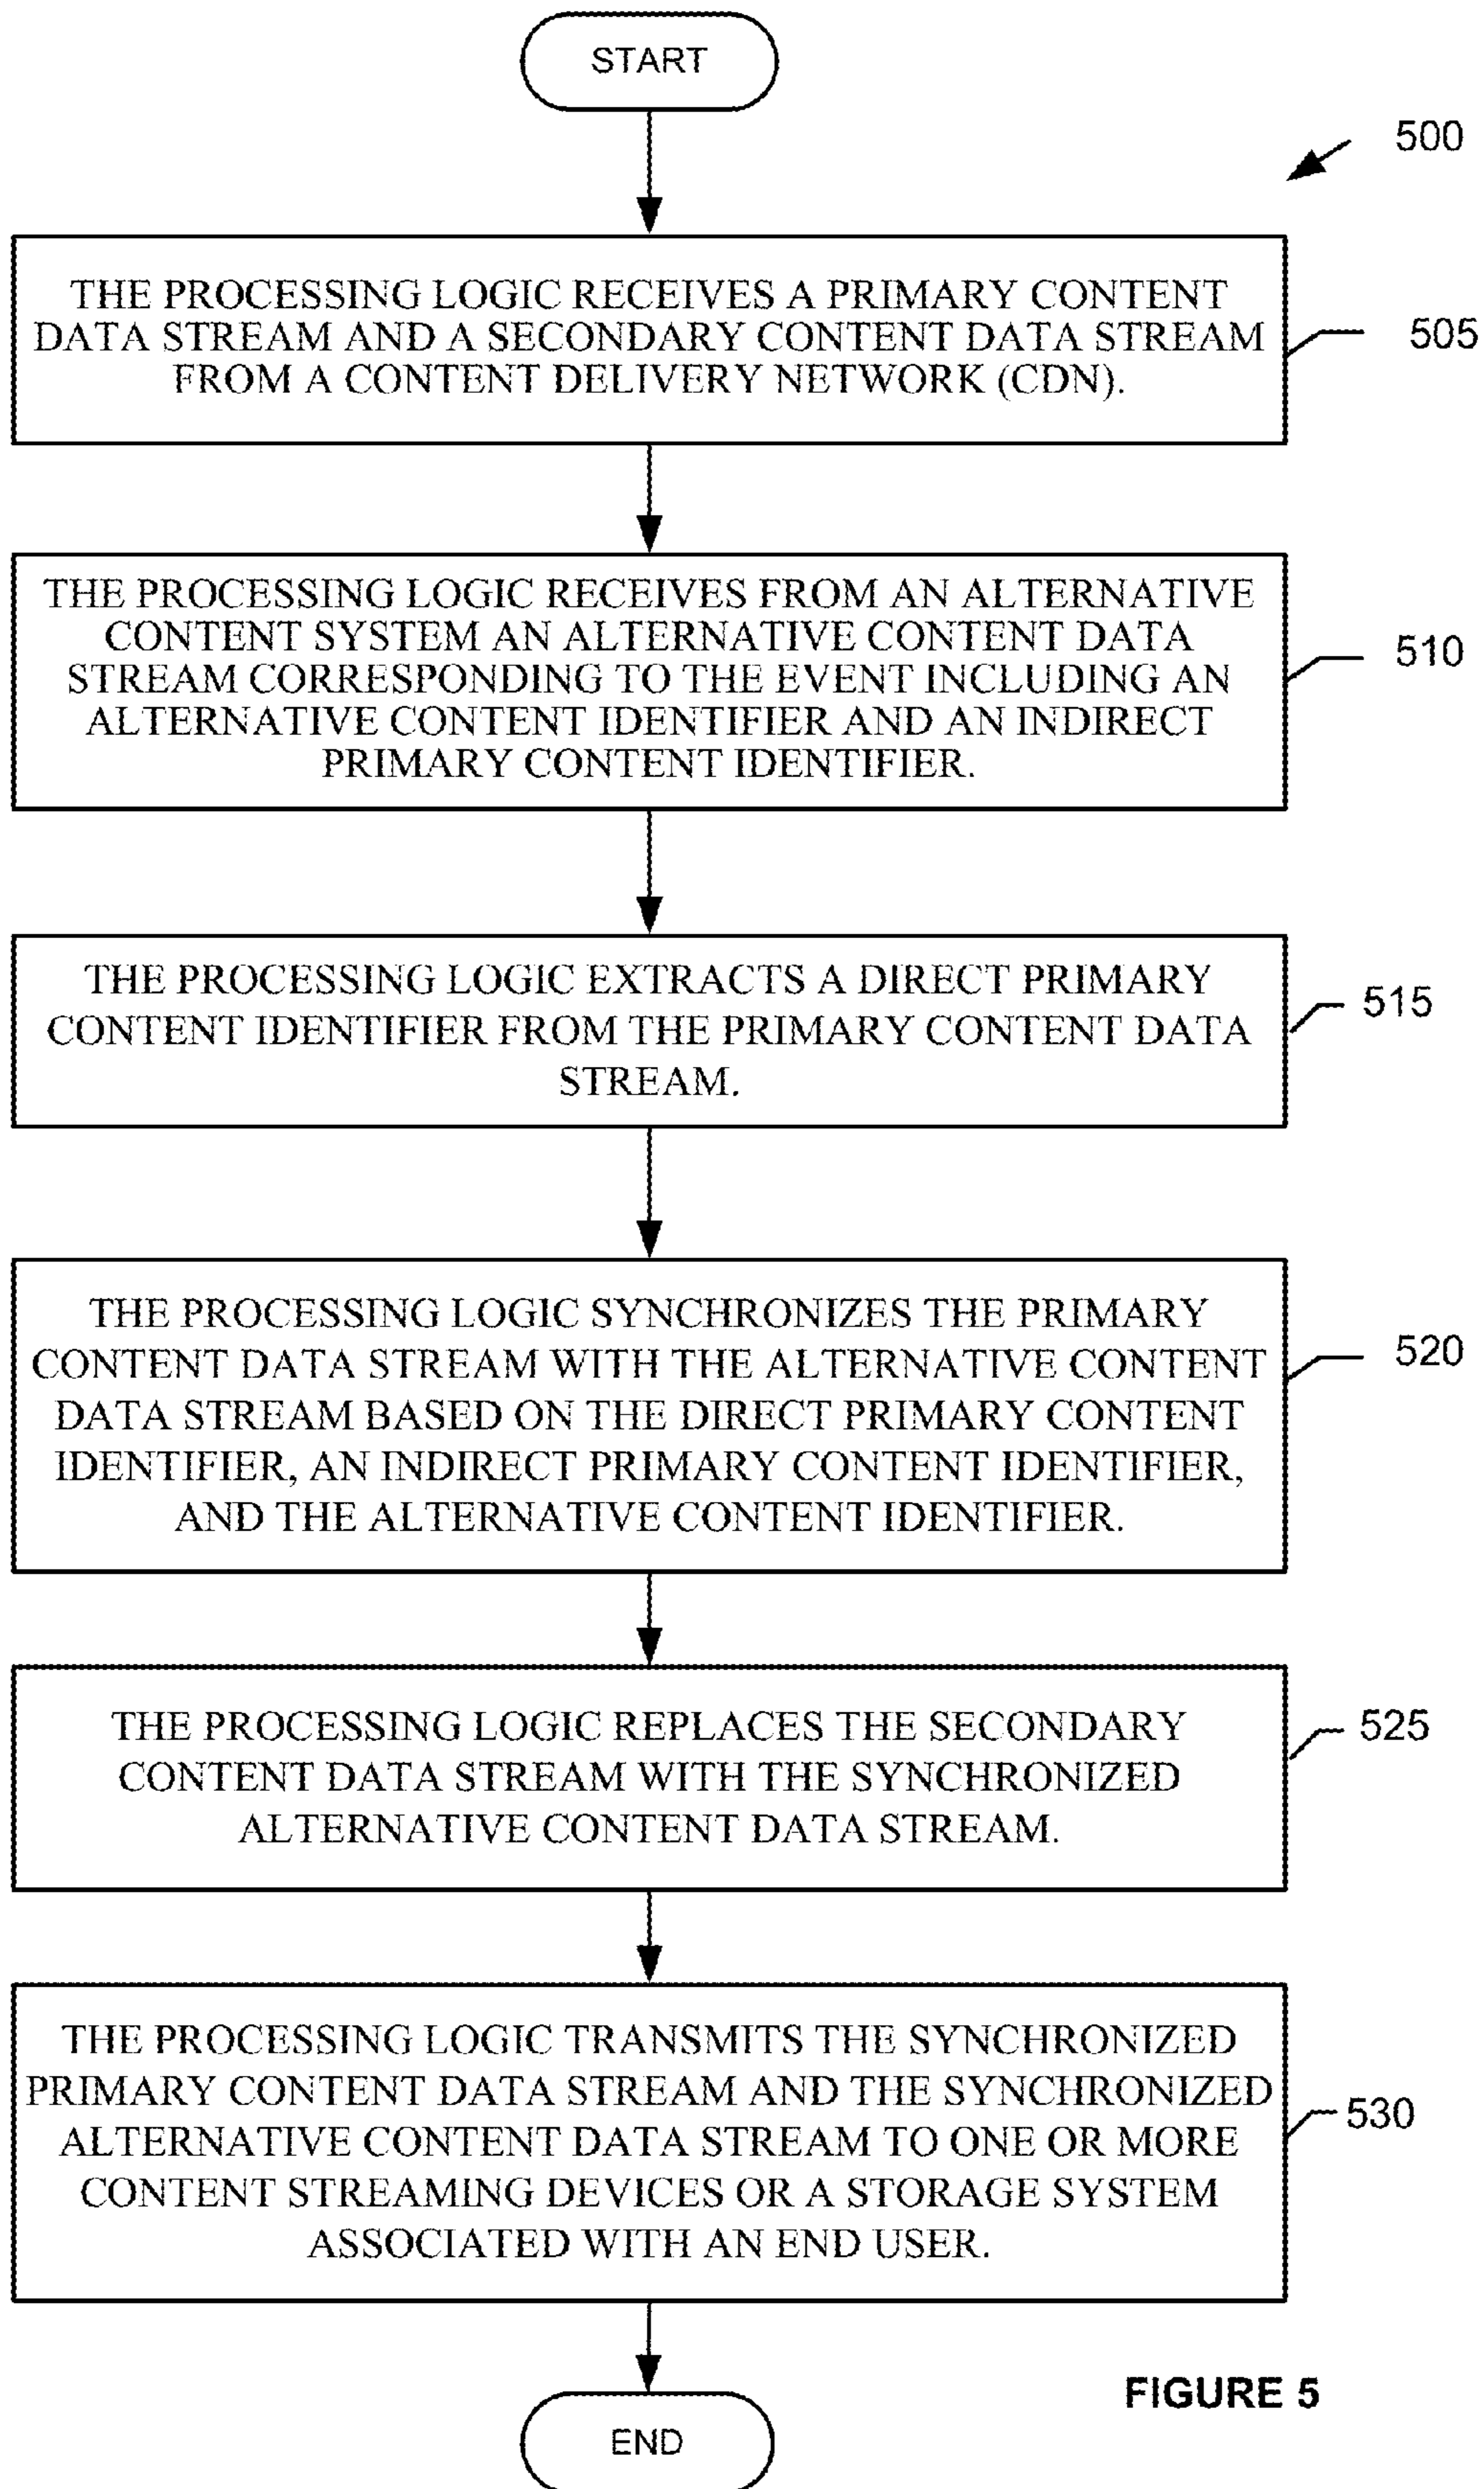 START
500
THE PROCESSING LOGIC RECEIVES A PRIMARY CONTENT
DATA STREAM AND A SECONDARY CONTENT DATA STREAM
FROM A CONTENT DELIVERY NETWORK (CDN).
505
THE PROCESSING LOGIC RECEIVES FROM AN ALTERNATIVE
CONTENT SYSTEM AN ALTERNATIVE CONTENT DATA
STREAM CORRESPONDING TO THE EVENT INCLUDING AN
ALTERNATIVE CONTENT IDENTIFIER AND AN INDIRECT
PRIMARY CONTENT IDENTIFIER.
510
THE PROCESSING LOGIC EXTRACTS A DIRECT PRIMARY
CONTENT IDENTIFIER FROM THE PRIMARY CONTENT DATA
STREAM.
515
THE PROCESSING LOGIC SYNCHRONIZES THE PRIMARY
CONTENT DATA STREAM WITH THE ALTERNATIVE CONTENT
DATA STREAM BASED ON THE DIRECT PRIMARY CONTENT
IDENTIFIER, AN INDIRECT PRIMARY CONTENT IDENTIFIER,
AND THE ALTERNATIVE CONTENT IDENTIFIER.
520
THE PROCESSING LOGIC REPLACES THE SECONDARY
CONTENT DATA STREAM WITH THE SYNCHRONIZED
ALTERNATIVE CONTENT DATA STREAM.
525
THE PROCESSING LOGIC TRANSMITS THE SYNCHRONIZED
PRIMARY CONTENT DATA STREAM AND THE SYNCHRONIZED
ALTERNATIVE CONTENT DATA STREAM TO ONE OR MORE
CONTENT STREAMING DEVICES OR A STORAGE SYSTEM
ASSOCIATED WITH AN END USER.
530
FIGURE 5
END